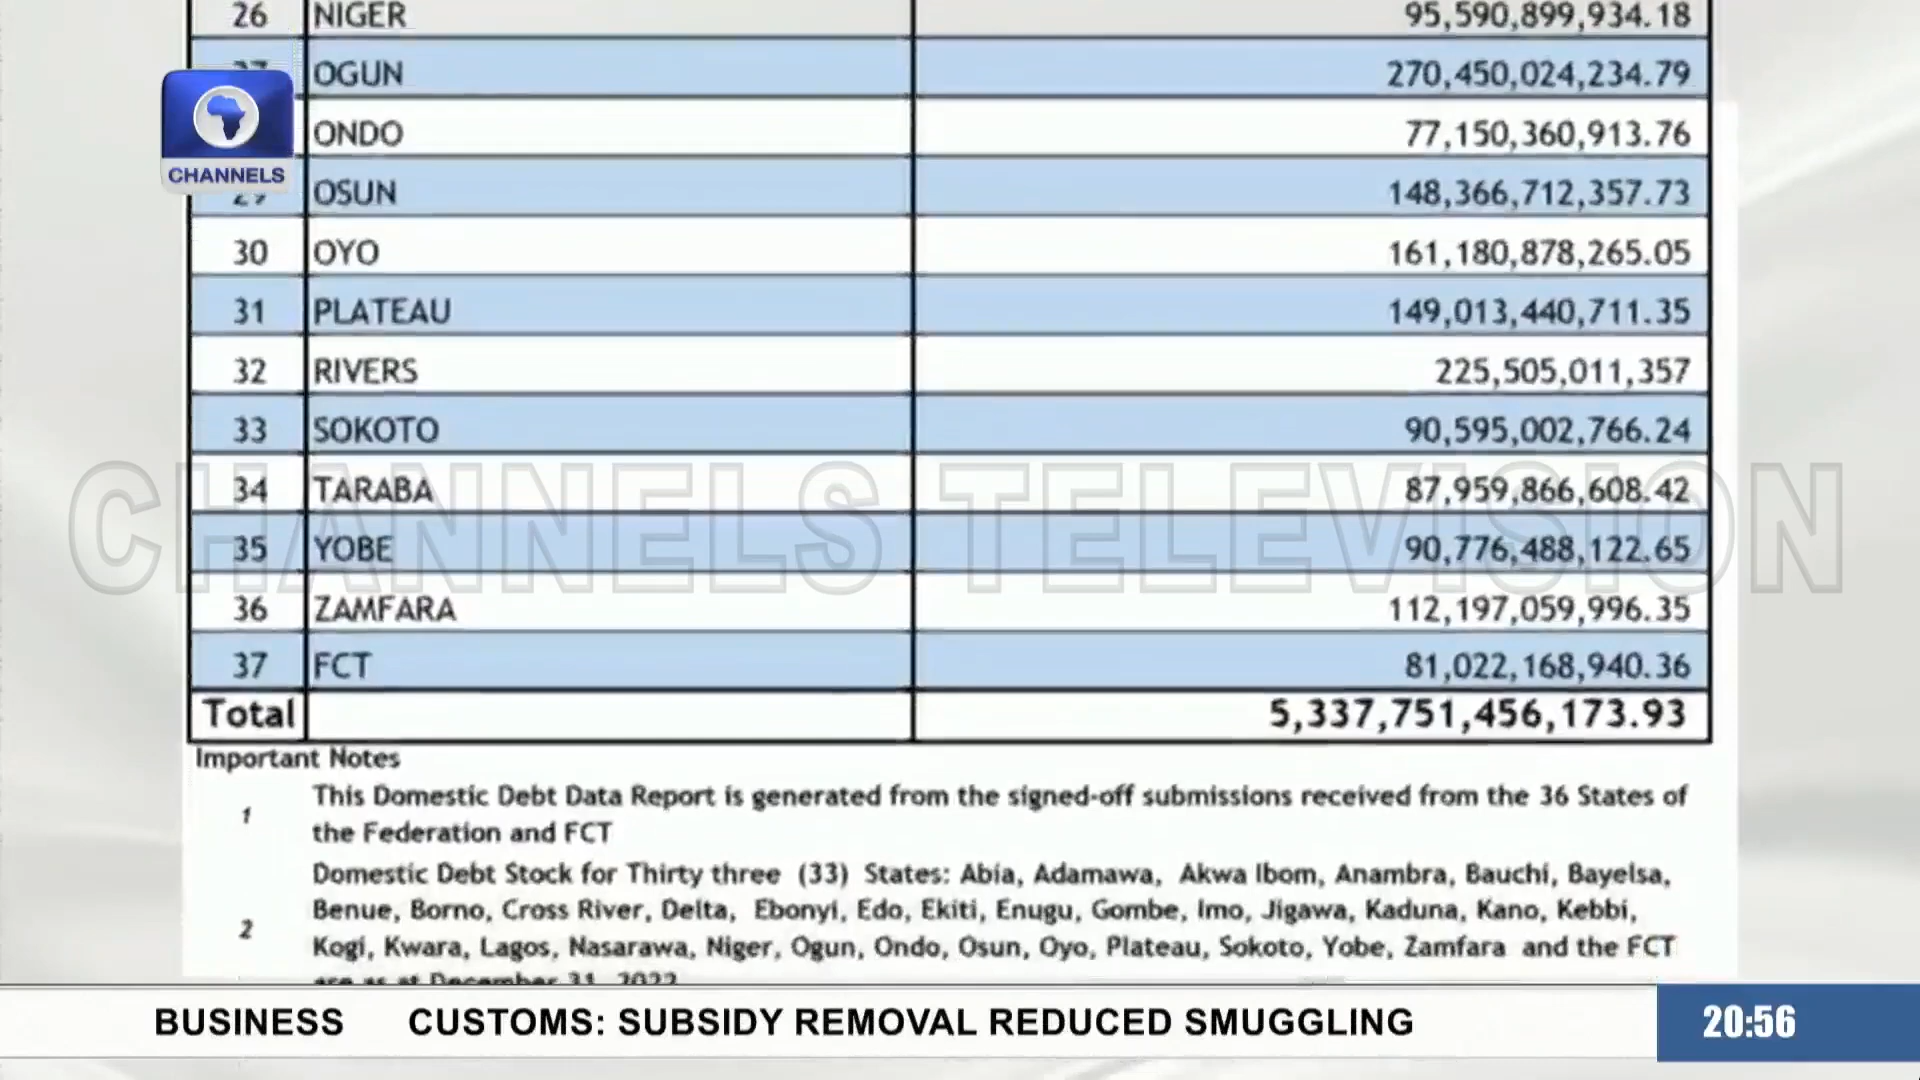 26 NIGER 95,590,899,934.18
OGUN 270,450,024,234.79
CHANNELS
ONDO 77,150,360,913.76
29 OSUN 148,366,712,357.73
30 OYO 161,180,878,265.05
31 PLATEAU 149,013,440,711.35
32 RIVERS 225,505,011,357
33 SOKOTO 90,595,002,766.24
CHANNELS TELEVISION
34 TARABA 87,959,866,608.42
35 YOBE 90,776,488,122.65
36 ZAMFARA 112,197,059,996.35
37 FCT 81,022,168,940.36
Total 5,337,751,456,173.93
Important Notes
1 This Domestic Debt Data Report is generated from the signed-off submissions received from the 36 States of
the Federation and FCT
Domestic Debt Stock for Thirty three (33) States: Abia, Adamawa, Akwa Ibom, Anambra, Bauchi, Bayelsa,
2 Benue, Borno, Cross River, Delta, Ebonyi, Edo, Ekiti, Enugu, Gombe, Imo, Jigawa, Kaduna, Kano, Kebbi,
Kogi, Kwara, Lagos, Nasarawa, Niger, Ogun, Ondo, Osun, Oyo, Plateau, Sokoto, Yobe, Zamfara and the FCT
are as at December 31, 2022
BUSINESS CUSTOMS: SUBSIDY REMOVAL REDUCED SMUGGLING
20:56